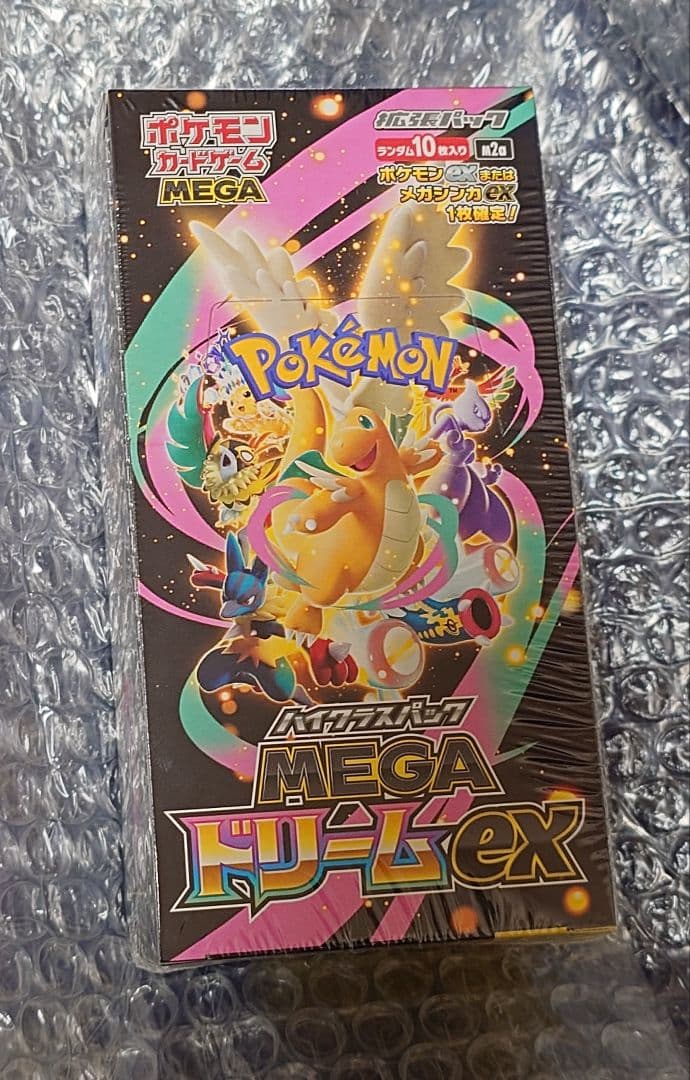 ポケモン
カードゲーム
MEGA
拡張パック
ランダム10枚入り
M2a
ポケモンexまたは
メガシンカex
1枚確定!
POKéMON
TM
ハイクラスパック
MEGA
ドリームex